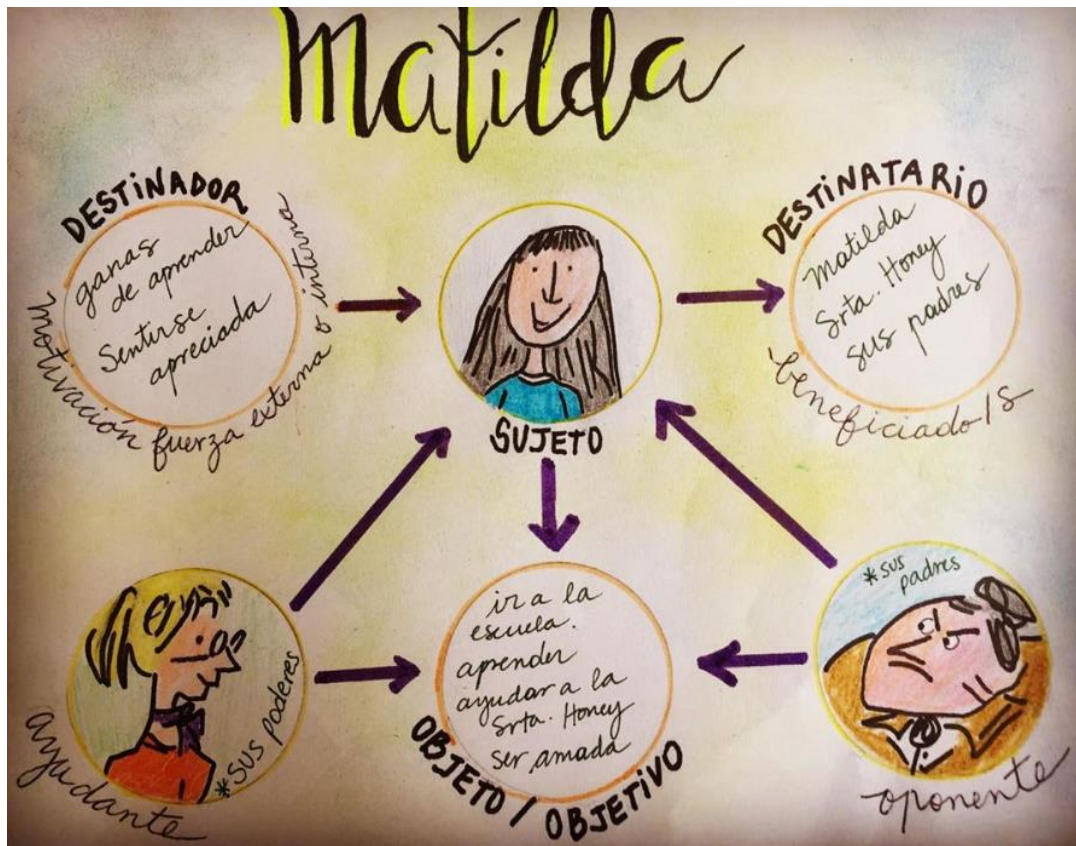 Matilda
DESTINADOR
ganas
de aprender
Sentirse
apreciada
motivación fuerza externa o interna
SUJETO
DESTINATARIO
Matilda
Srta. Honey
sus padres
beneficiado/s
ayudante
*sus poderes
ir a la
escuela.
aprender
ayudar a la
Srta. Honey
ser amada
OBJETO / OBJETIVO
*sus
padres
oponente